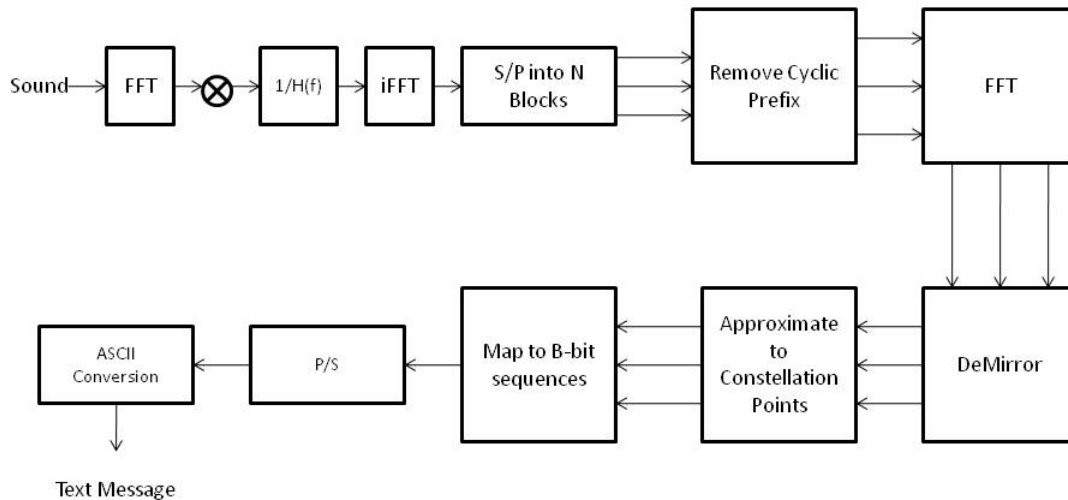 Sound
FFT
1/H(f)
iFFT
S/P into N
Blocks
Remove Cyclic
Prefix
FFT
DeMirror
Approximate
to
Constellation
Points
Map to B-bit
sequences
P/S
ASCII
Conversion
Text Message